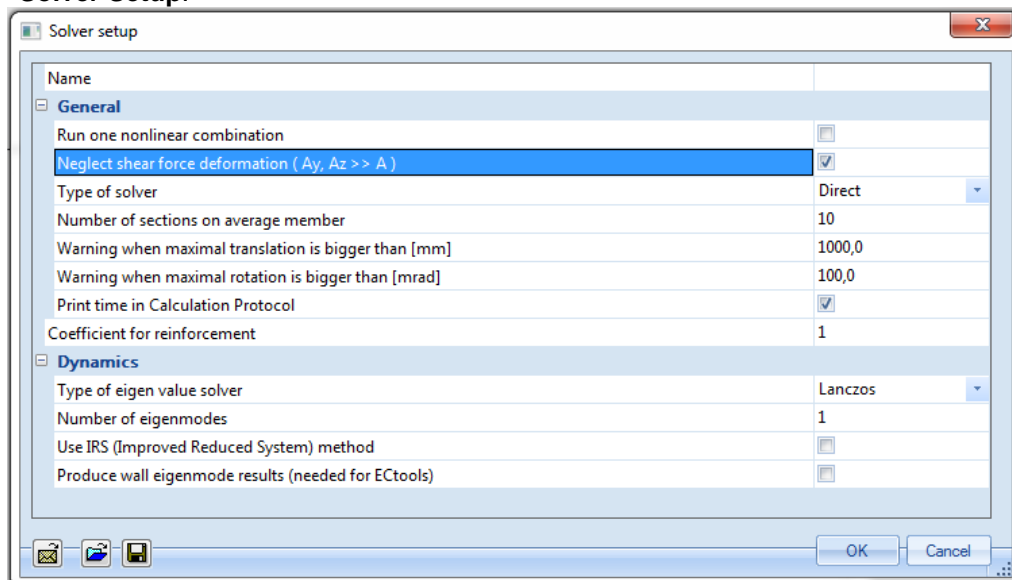 Solver Setup:
Solver setup
Name
General
Run one nonlinear combination
Neglect shear force deformation ( Ay, Az >> A )
Type of solver Direct
Number of sections on average member 10
Warning when maximal translation is bigger than [mm] 1000,0
Warning when maximal rotation is bigger than [mrad] 100,0
Print time in Calculation Protocol
Coefficient for reinforcement 1
Dynamics
Type of eigen value solver Lanczos
Number of eigenmodes 1
Use IRS (Improved Reduced System) method
Produce wall eigenmode results (needed for ECtools)
OK Cancel